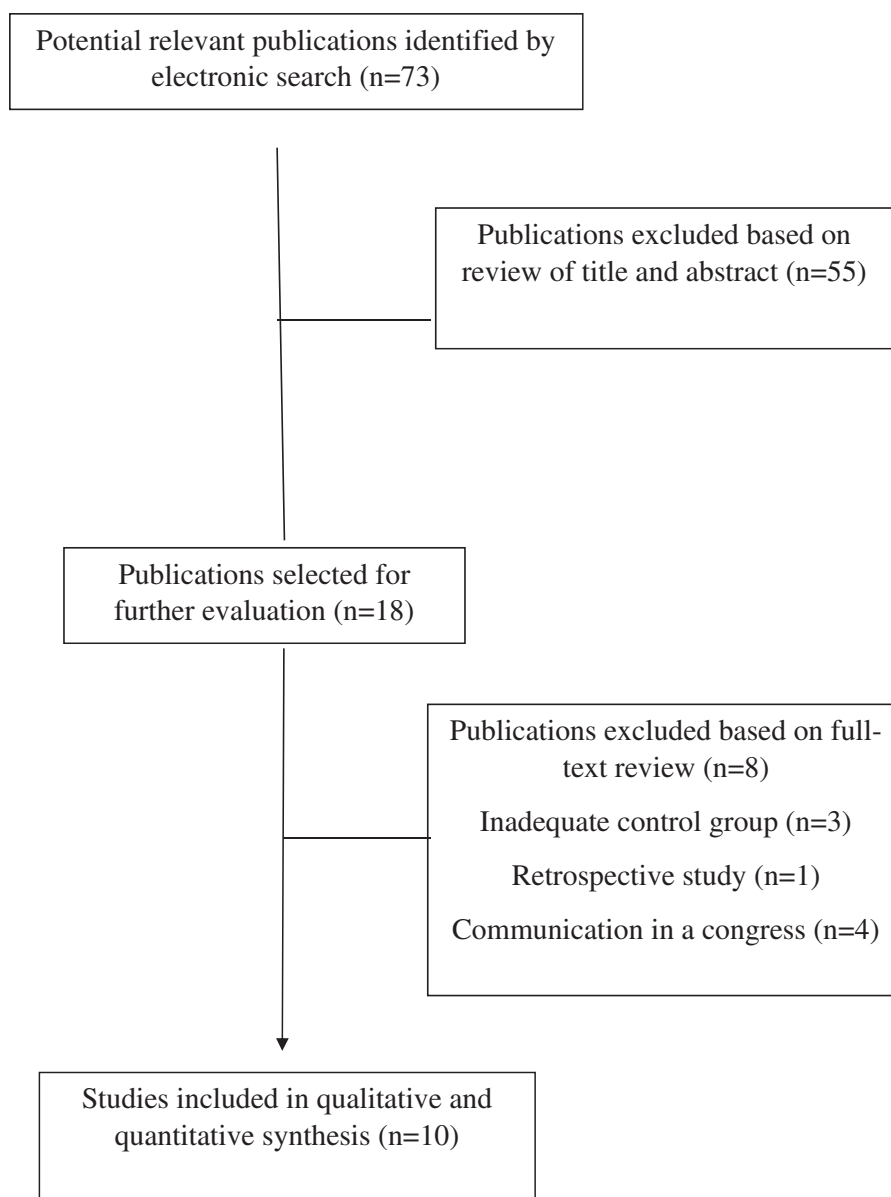 Potential relevant publications identified by
electronic search (n=73)
Publications excluded based on
review of title and abstract (n=55)
Publications selected for
further evaluation (n=18)
Publications excluded based on full-
text review (n=8)
Inadequate control group (n=3)
Retrospective study (n=1)
Communication in a congress (n=4)
Studies included in qualitative and
quantitative synthesis (n=10)